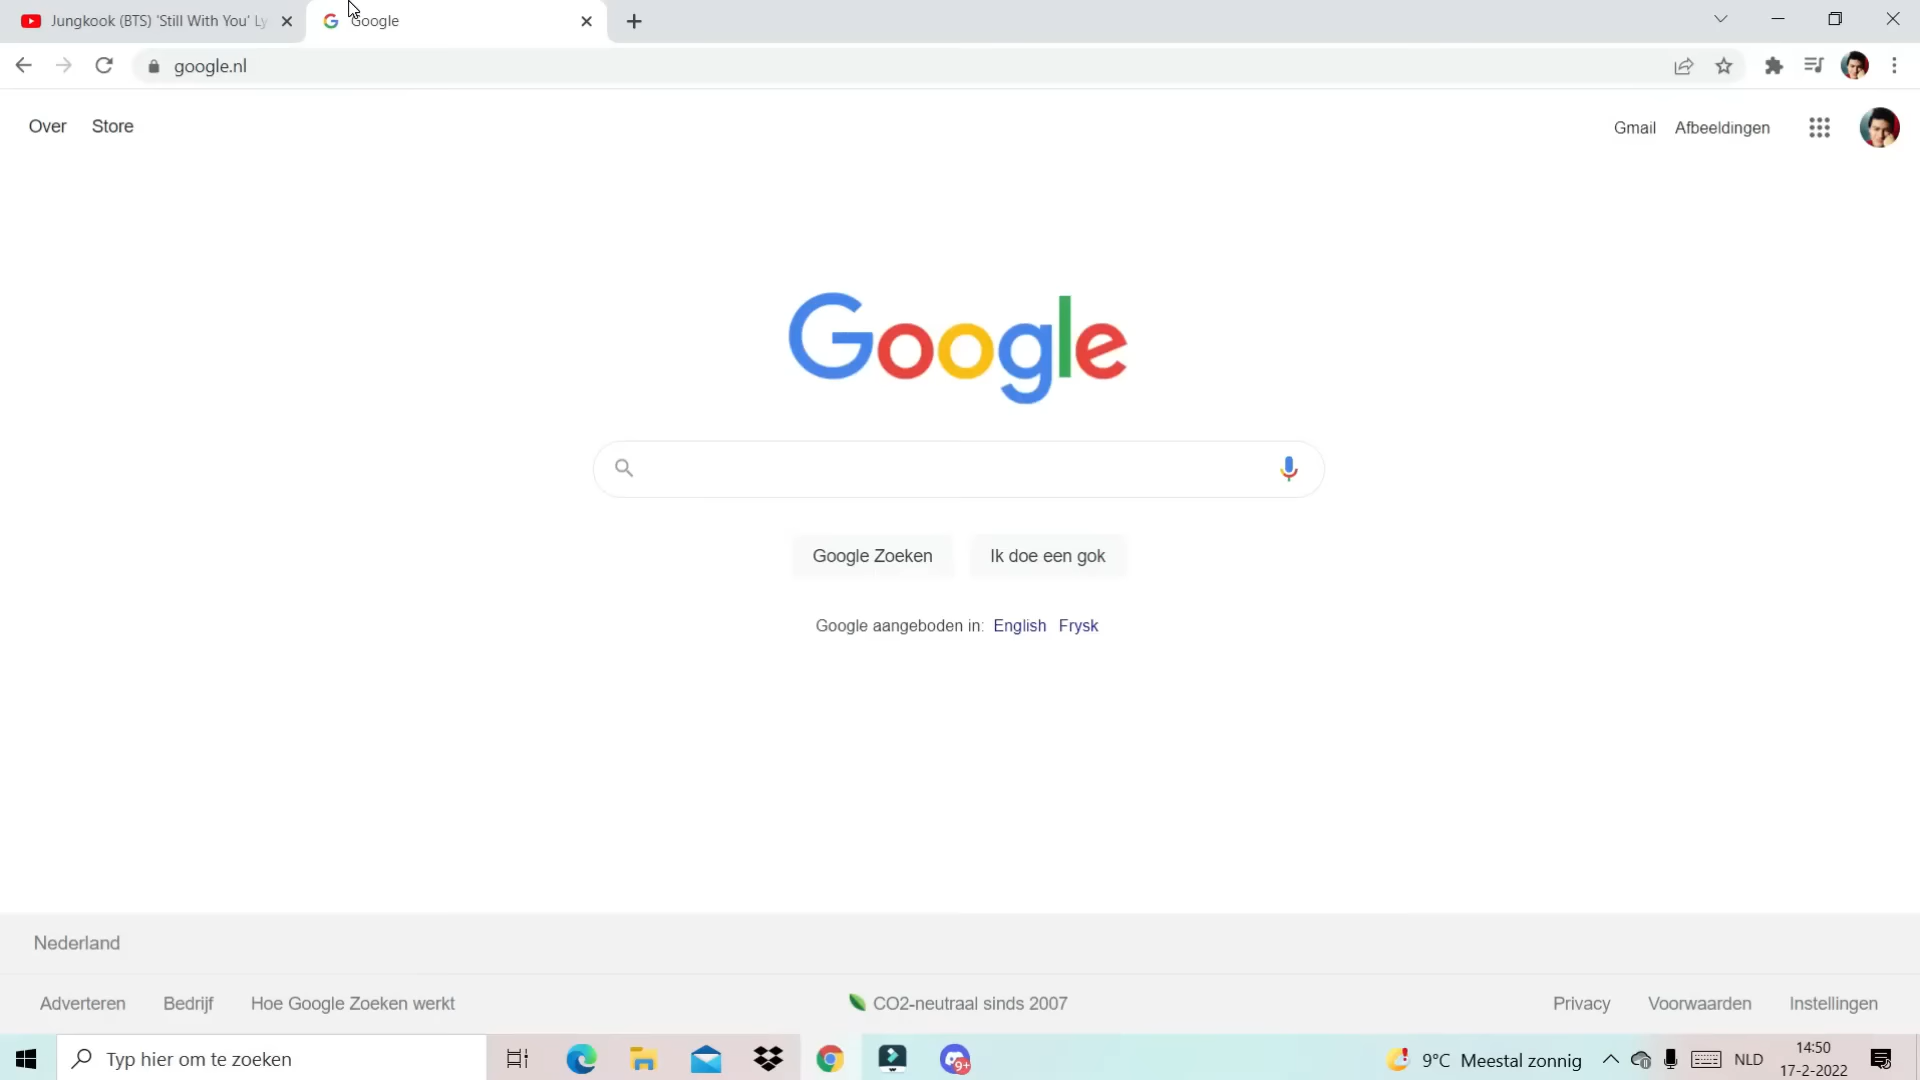 Jungkook (BTS) 'Still With You' Ly
Google
google.nl
Over Store
Gmail Afbeeldingen
Google
Google Zoeken Ik doe een gok
Google aangeboden in: English Frysk
Nederland
Adverteren Bedrijf Hoe Google Zoeken werkt
CO2-neutraal sinds 2007
Privacy Voorwaarden Instellingen
Typ hier om te zoeken
9+
9°C Meestal zonnig
NLD
14:50
17-2-2022